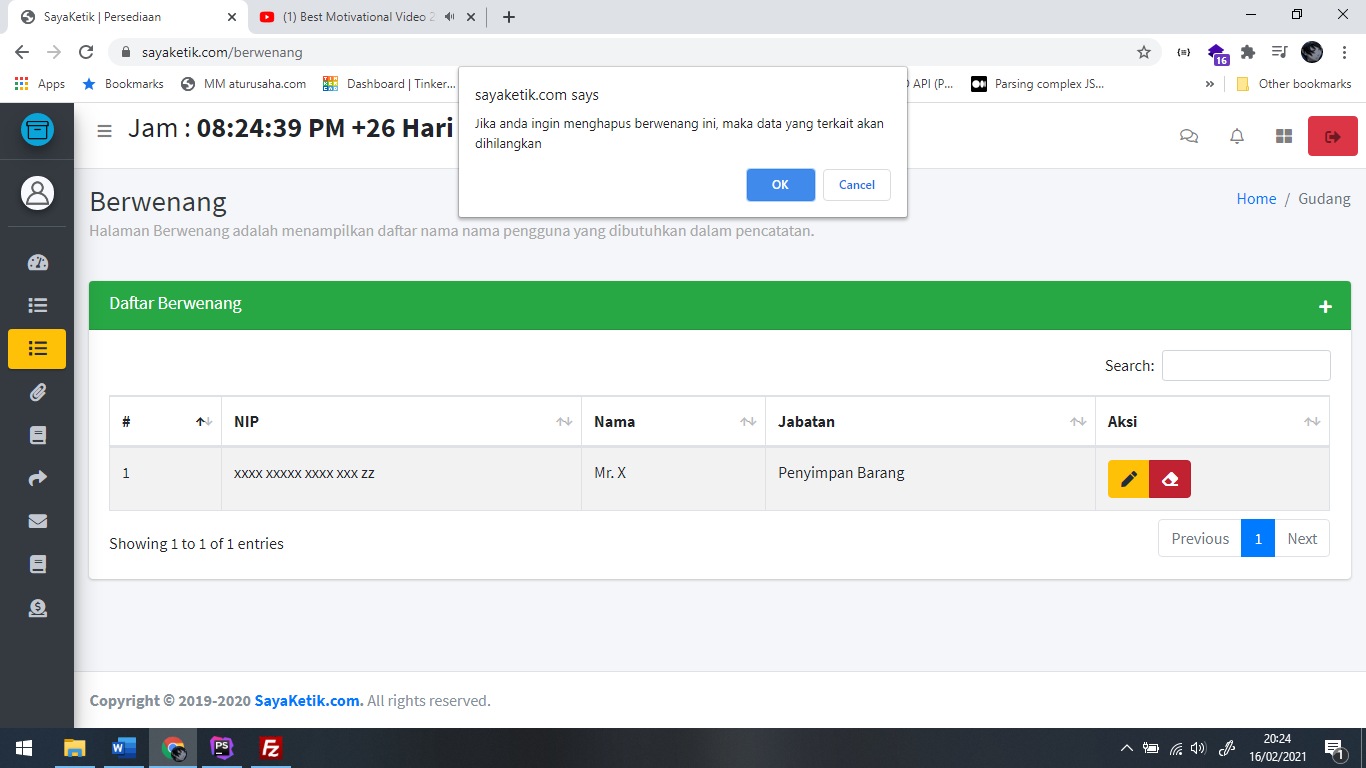 SayaKetik | Persediaan
(1) Best Motivational Video 2
sayaketik.com/berwenang
16
Apps
Bookmarks
MM aturusaha.com
Dashboard | Tinker...
API (P...
Parsing complex JS...
»
Other bookmarks
sayaketik.com says
Jika anda ingin menghapus berwenang ini, maka data yang terkait akan
dihilangkan
OK
Cancel
Jam : 08:24:39 PM +26 Hari
Berwenang
Home / Gudang
Halaman Berwenang adalah menampilkan daftar nama nama pengguna yang dibutuhkan dalam pencatatan.
Daftar Berwenang
Search:
# NIP Nama Jabatan Aksi
1 xxxx xxxxx xxxx xxx zz Mr. X Penyimpan Barang
Showing 1 to 1 of 1 entries
Previous 1 Next
Copyright © 2019-2020 SayaKetik.com. All rights reserved.
PS
FZ
20:24
16/02/2021
1